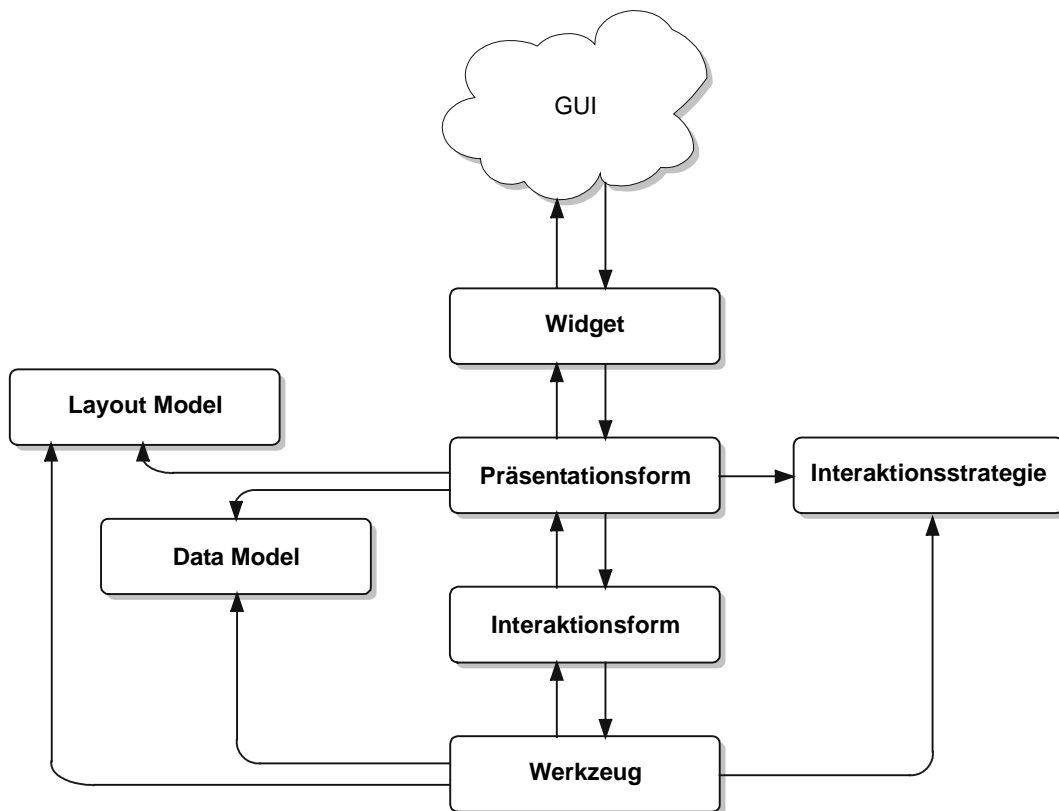 GUI
Widget
Layout Model
Präsentationsform
Interaktionsstrategie
Data Model
Interaktionsform
Werkzeug